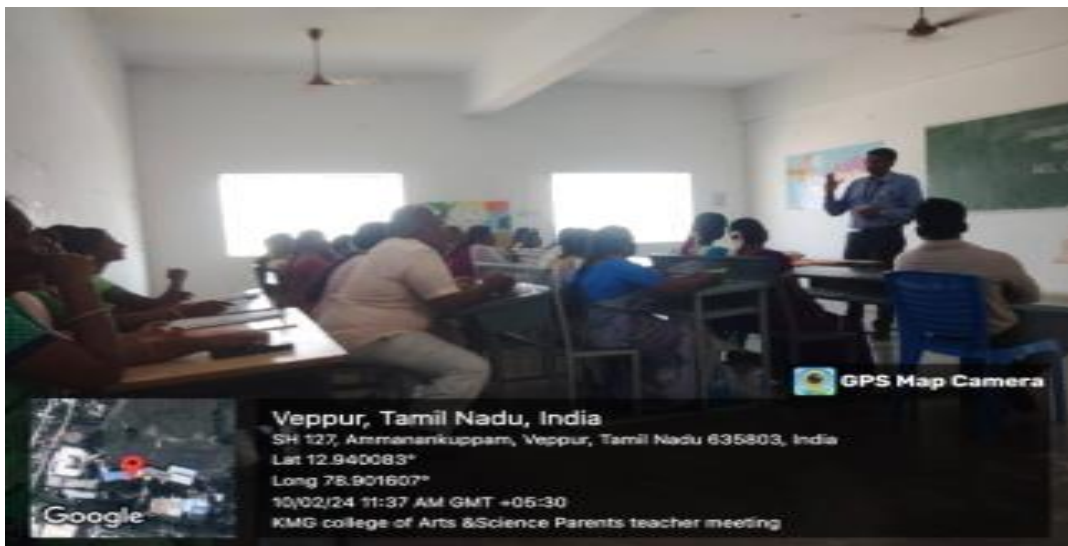 GPS Map Camera
Veppur, Tamil Nadu, India
SH 127, Ammanankuppam, Veppur, Tamil Nadu 635803, India
Lat 12.940083°
Long 78.901607°
10/02/24 11:37 AM GMT +05:30
KMG college of Arts &Science Parents teacher meeting
Google